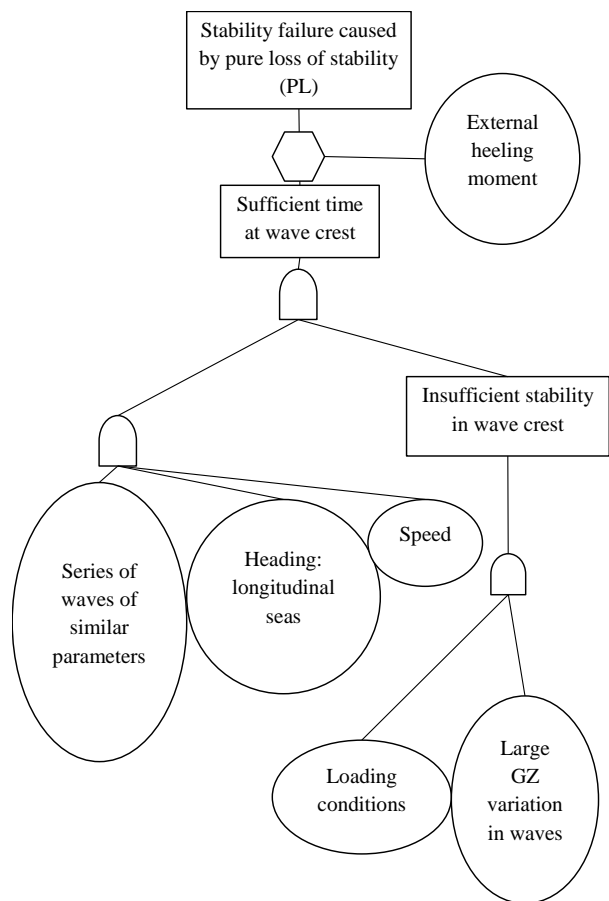 Stability failure caused
by pure loss of stability
(PL)
External
heeling
moment
Sufficient time
at wave crest
Insufficient stability
in wave crest
Series of
waves of
similar
parameters
Heading:
longitudinal
seas
Speed
Loading
conditions
Large
GZ
variation
in waves